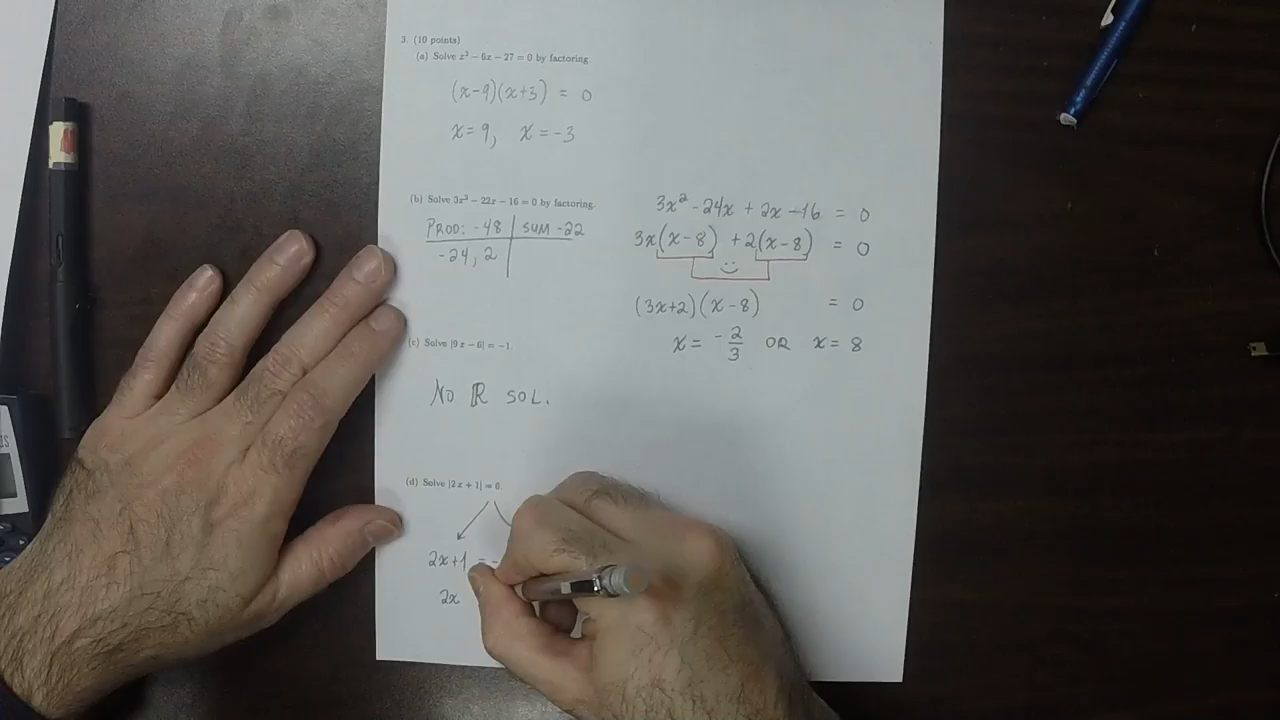 3. (10 points)
(a) Solve x² − 6x − 27 = 0 by factoring.
(x-9)(x+3) = 0
x = 9, x = -3
(b) Solve 3x² − 22x − 16 = 0 by factoring.
PROD: -48 | SUM -22
-24, 2
3x² - 24x + 2x - 16 = 0
3x(x-8) + 2(x-8) = 0
(3x+2)(x-8) = 0
x = -2/3 OR x = 8
(c) Solve |9x − 6| = −1.
No ℝ SOL.
(d) Solve |2x + 1| = 6.
2x+1 = -
2x